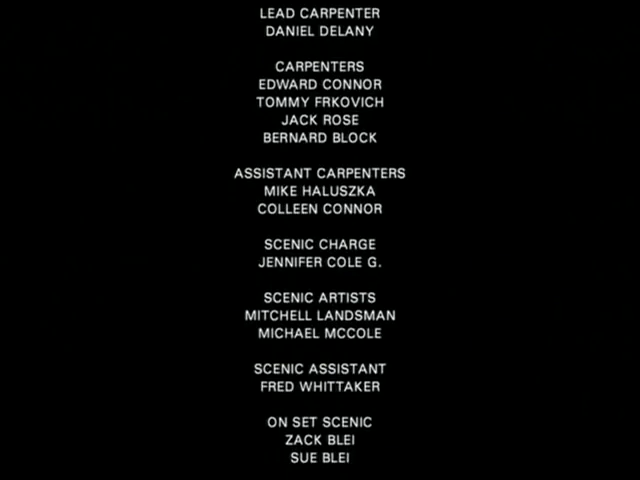 LEAD CARPENTER
DANIEL DELANY
CARPENTERS
EDWARD CONNOR
TOMMY FRKOVICH
JACK ROSE
BERNARD BLOCK
ASSISTANT CARPENTERS
MIKE HALUSZKA
COLLEEN CONNOR
SCENIC CHARGE
JENNIFER COLE G.
SCENIC ARTISTS
MITCHELL LANDSMAN
MICHAEL MCCOLE
SCENIC ASSISTANT
FRED WHITTAKER
ON SET SCENIC
ZACK BLEI
SUE BLEI